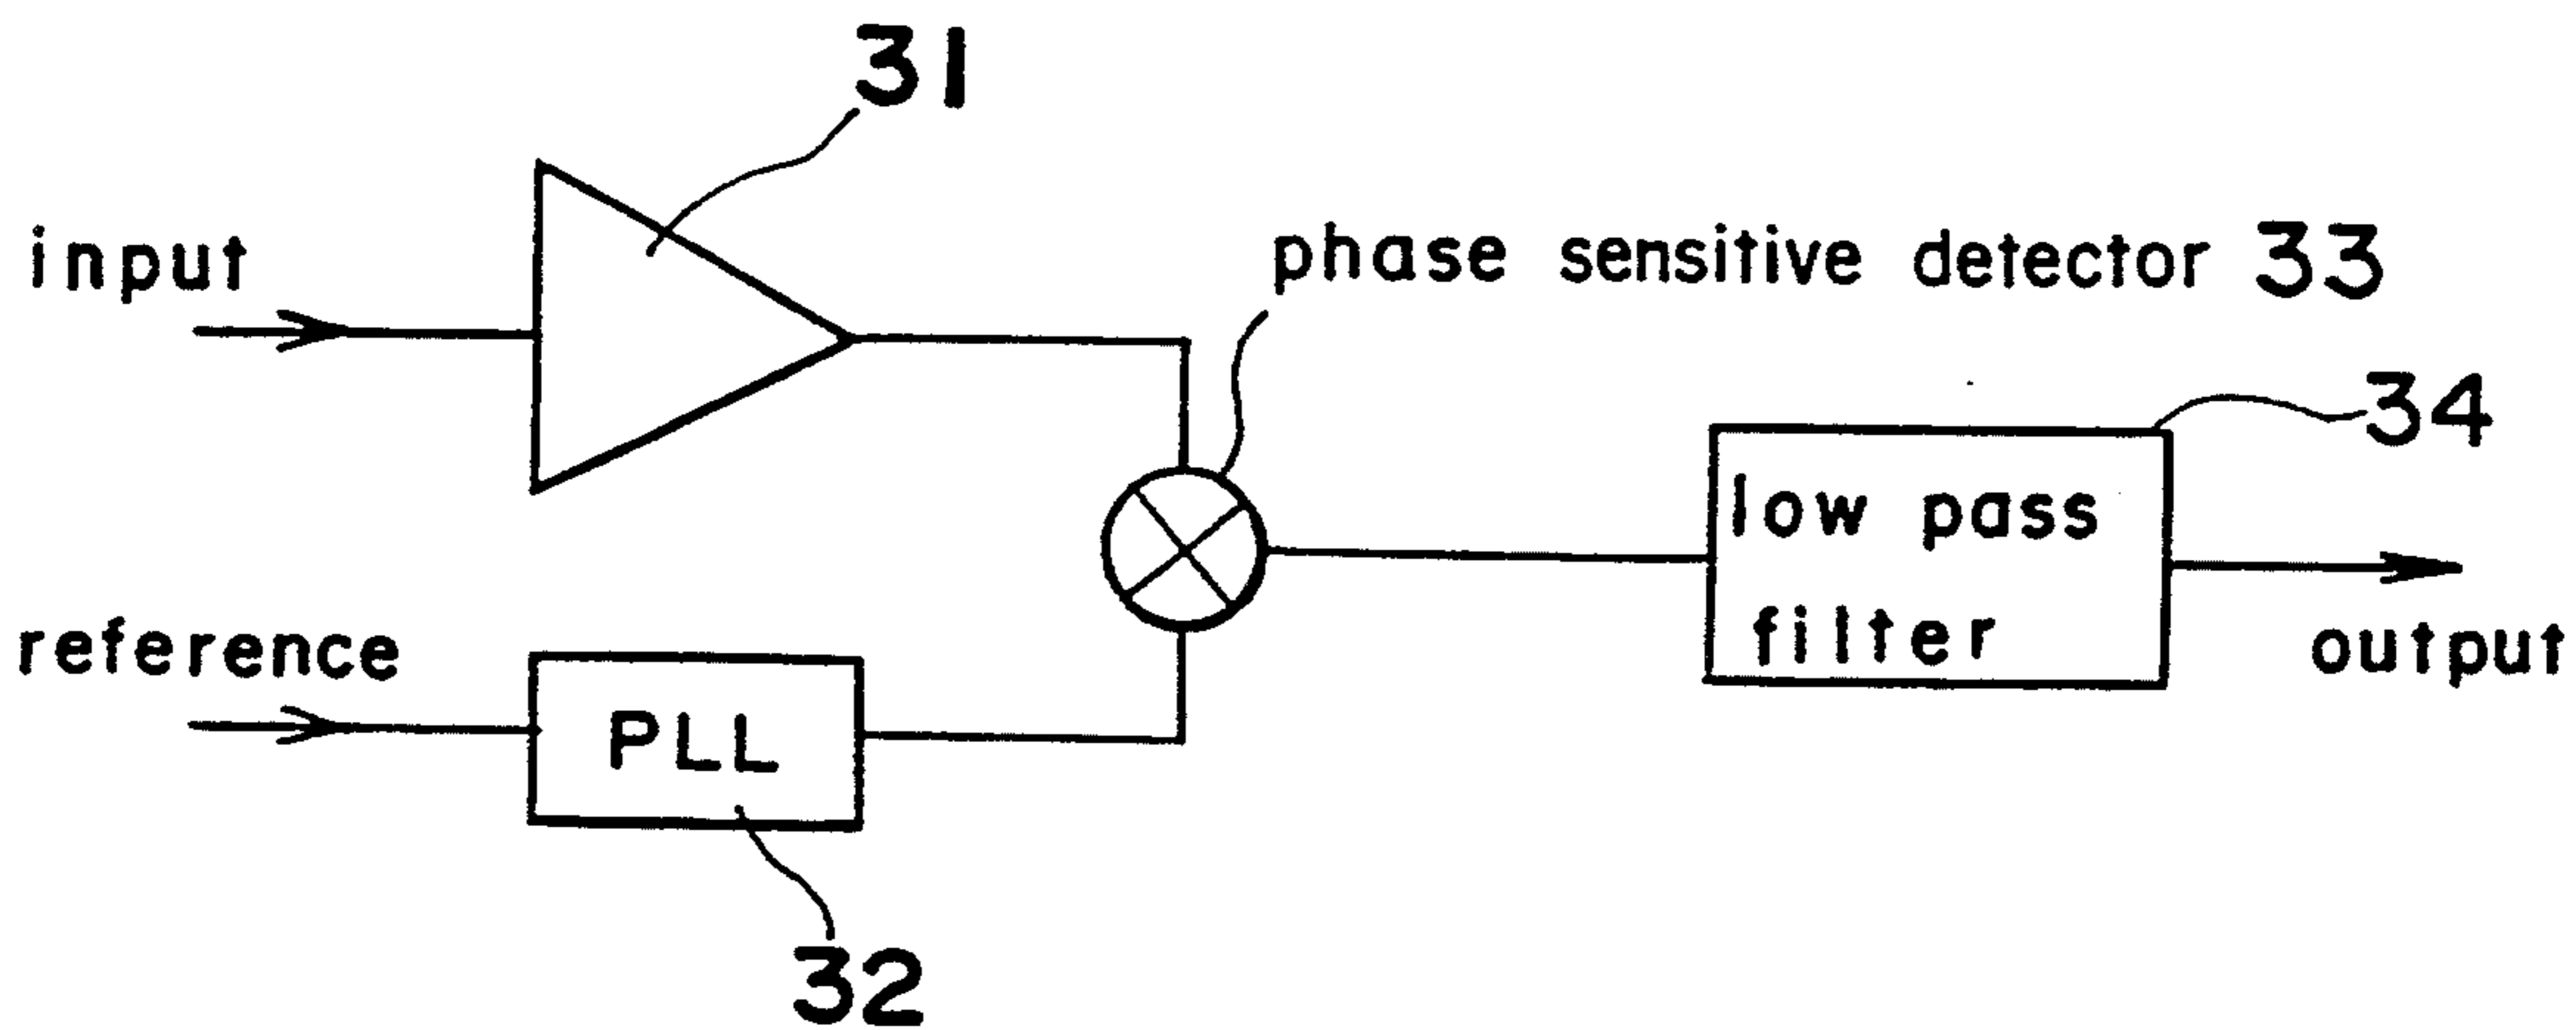 31
input
phase sensitive detector 33
34
low pass
filter
reference
output
PLL
32